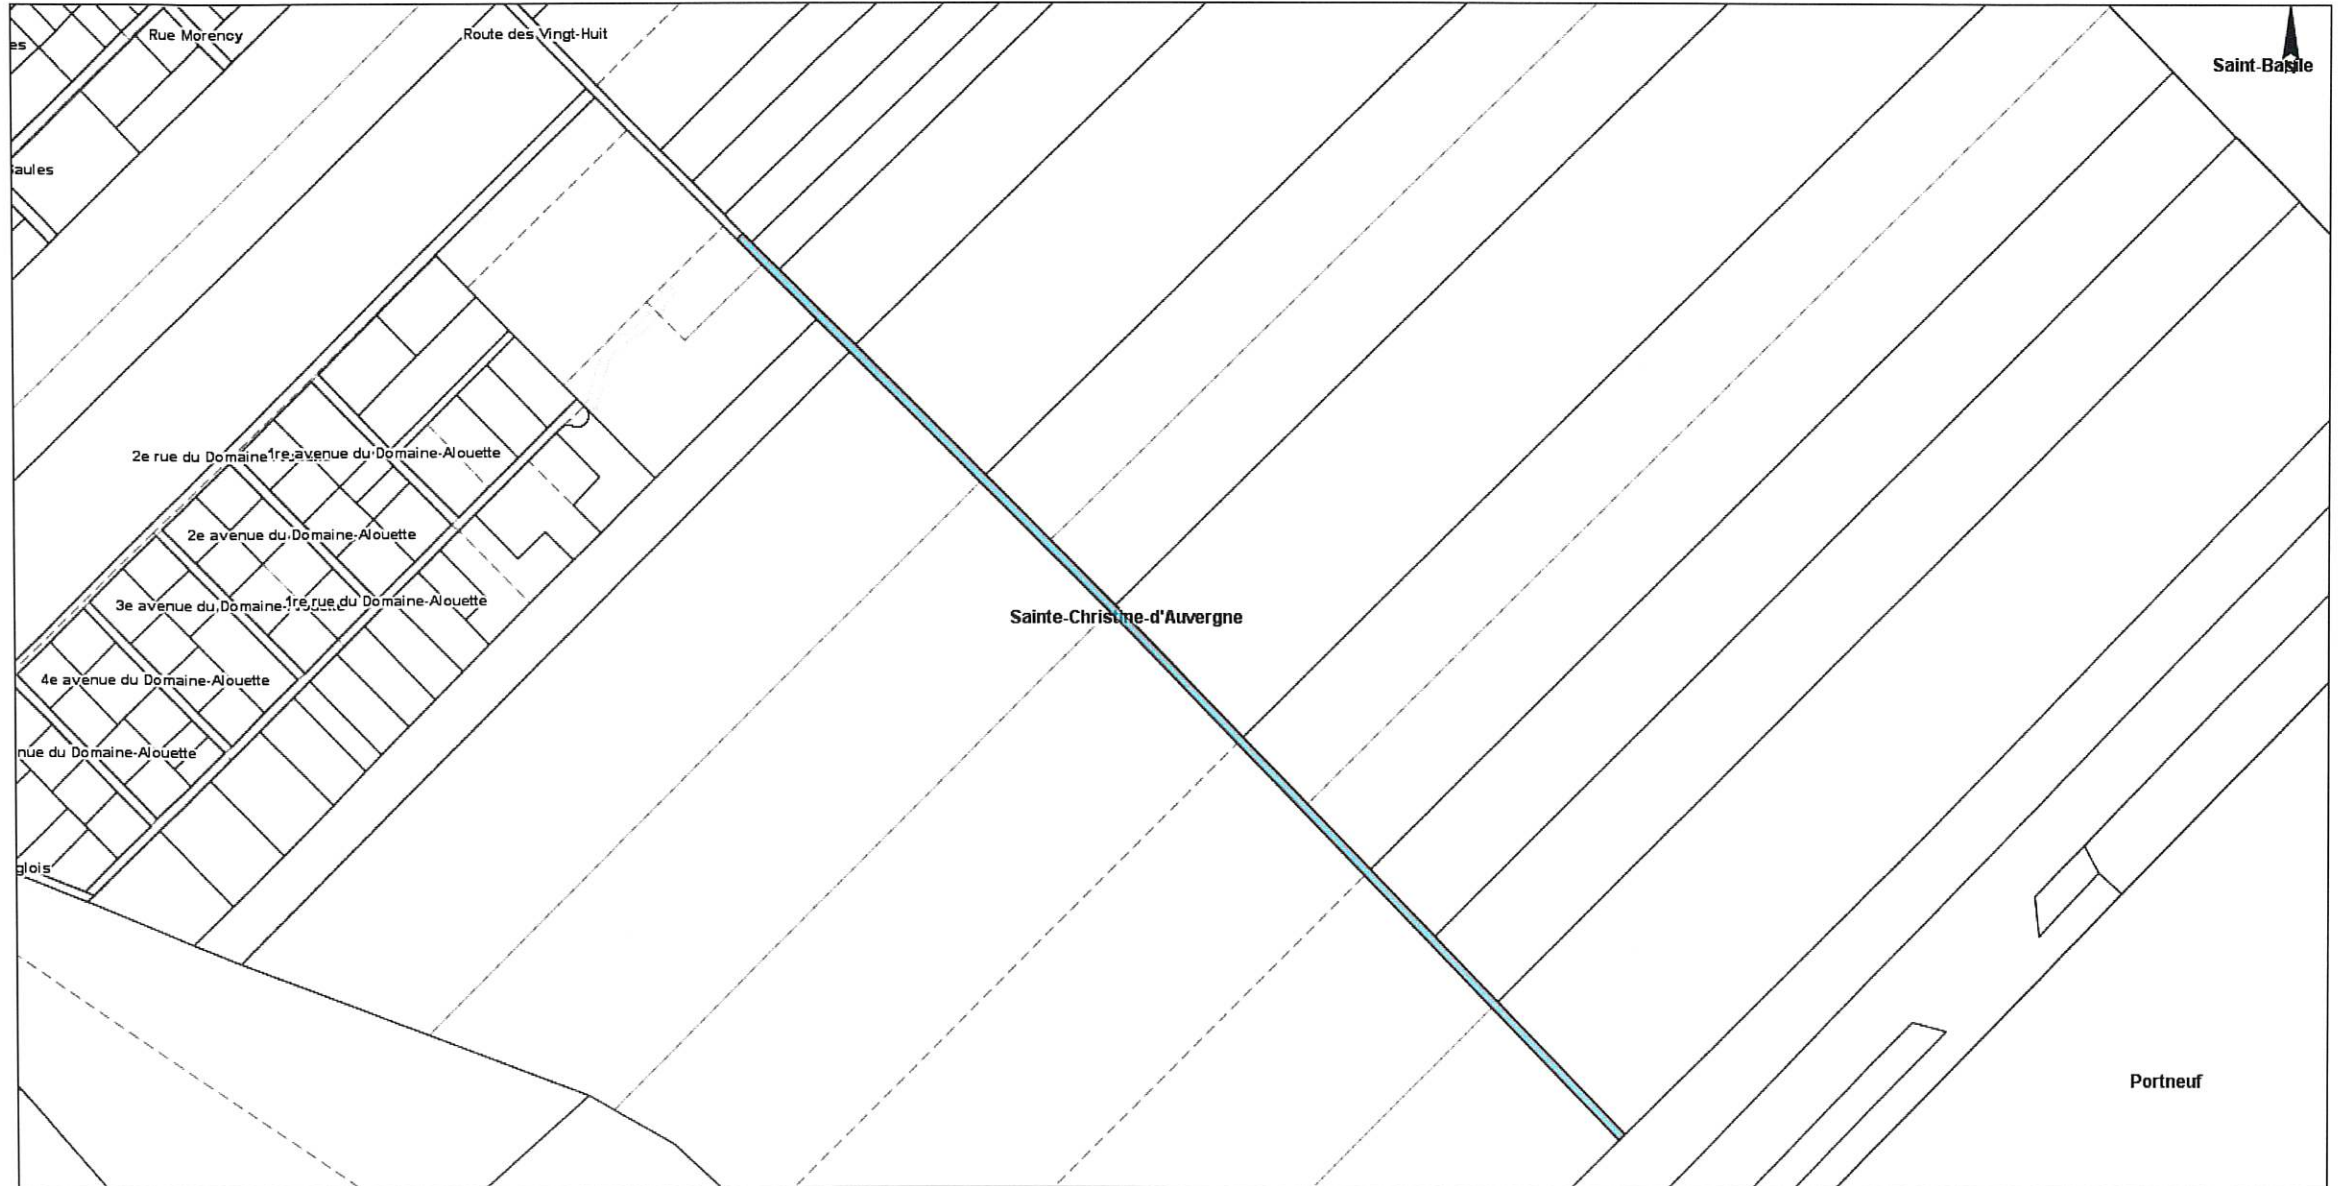 Rue Morency
Route des Vingt-Huit
es
Saint-Basile
aules
2e rue du Domaine
1re avenue du Domaine-Alouette
2e avenue du Domaine-Alouette
3e avenue du Domaine-
1re rue du Domaine-Alouette
Sainte-Christine-d'Auvergne
4e avenue du Domaine-Alouette
nue du Domaine-Alouette
glois
Portneuf